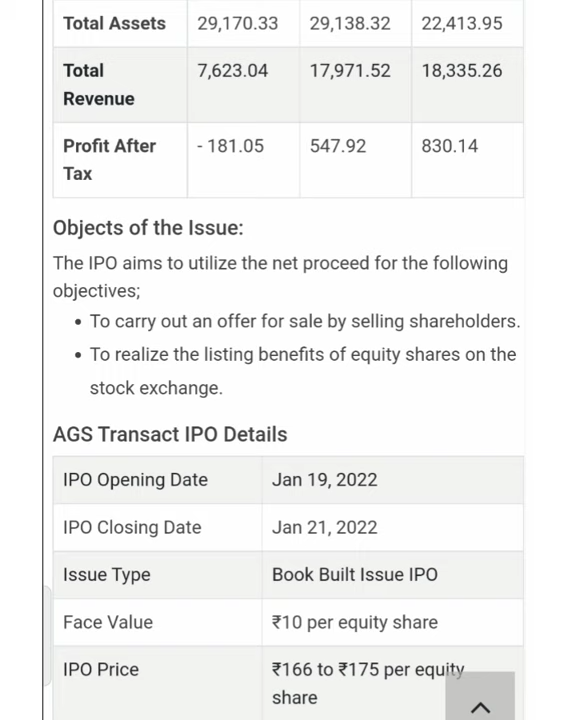 Total Assets 29,170.33 29,138.32 22,413.95
Total 7,623.04 17,971.52 18,335.26
Revenue
Profit After - 181.05 547.92 830.14
Tax
Objects of the Issue:
The IPO aims to utilize the net proceed for the following
objectives;
• To carry out an offer for sale by selling shareholders.
• To realize the listing benefits of equity shares on the
stock exchange.
AGS Transact IPO Details
IPO Opening Date Jan 19, 2022
IPO Closing Date Jan 21, 2022
Issue Type Book Built Issue IPO
Face Value ₹10 per equity share
IPO Price ₹166 to ₹175 per equity
share